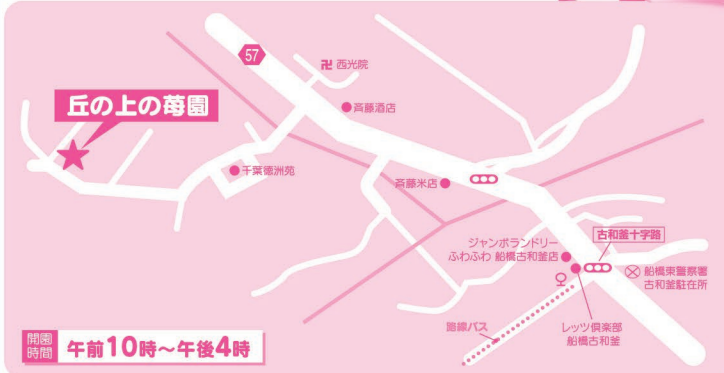 57
卍 西光院
丘の上の苺園
斉藤酒店
千葉徳洲苑
斉藤米店
ジャンボランドリー
ふわふわ 船橋古和釜店
古和釜十字路
船橋東警察署
古和釜駐在所
路線バス
レッツ倶楽部
船橋古和釜
開園
時間
午前10時～午後4時